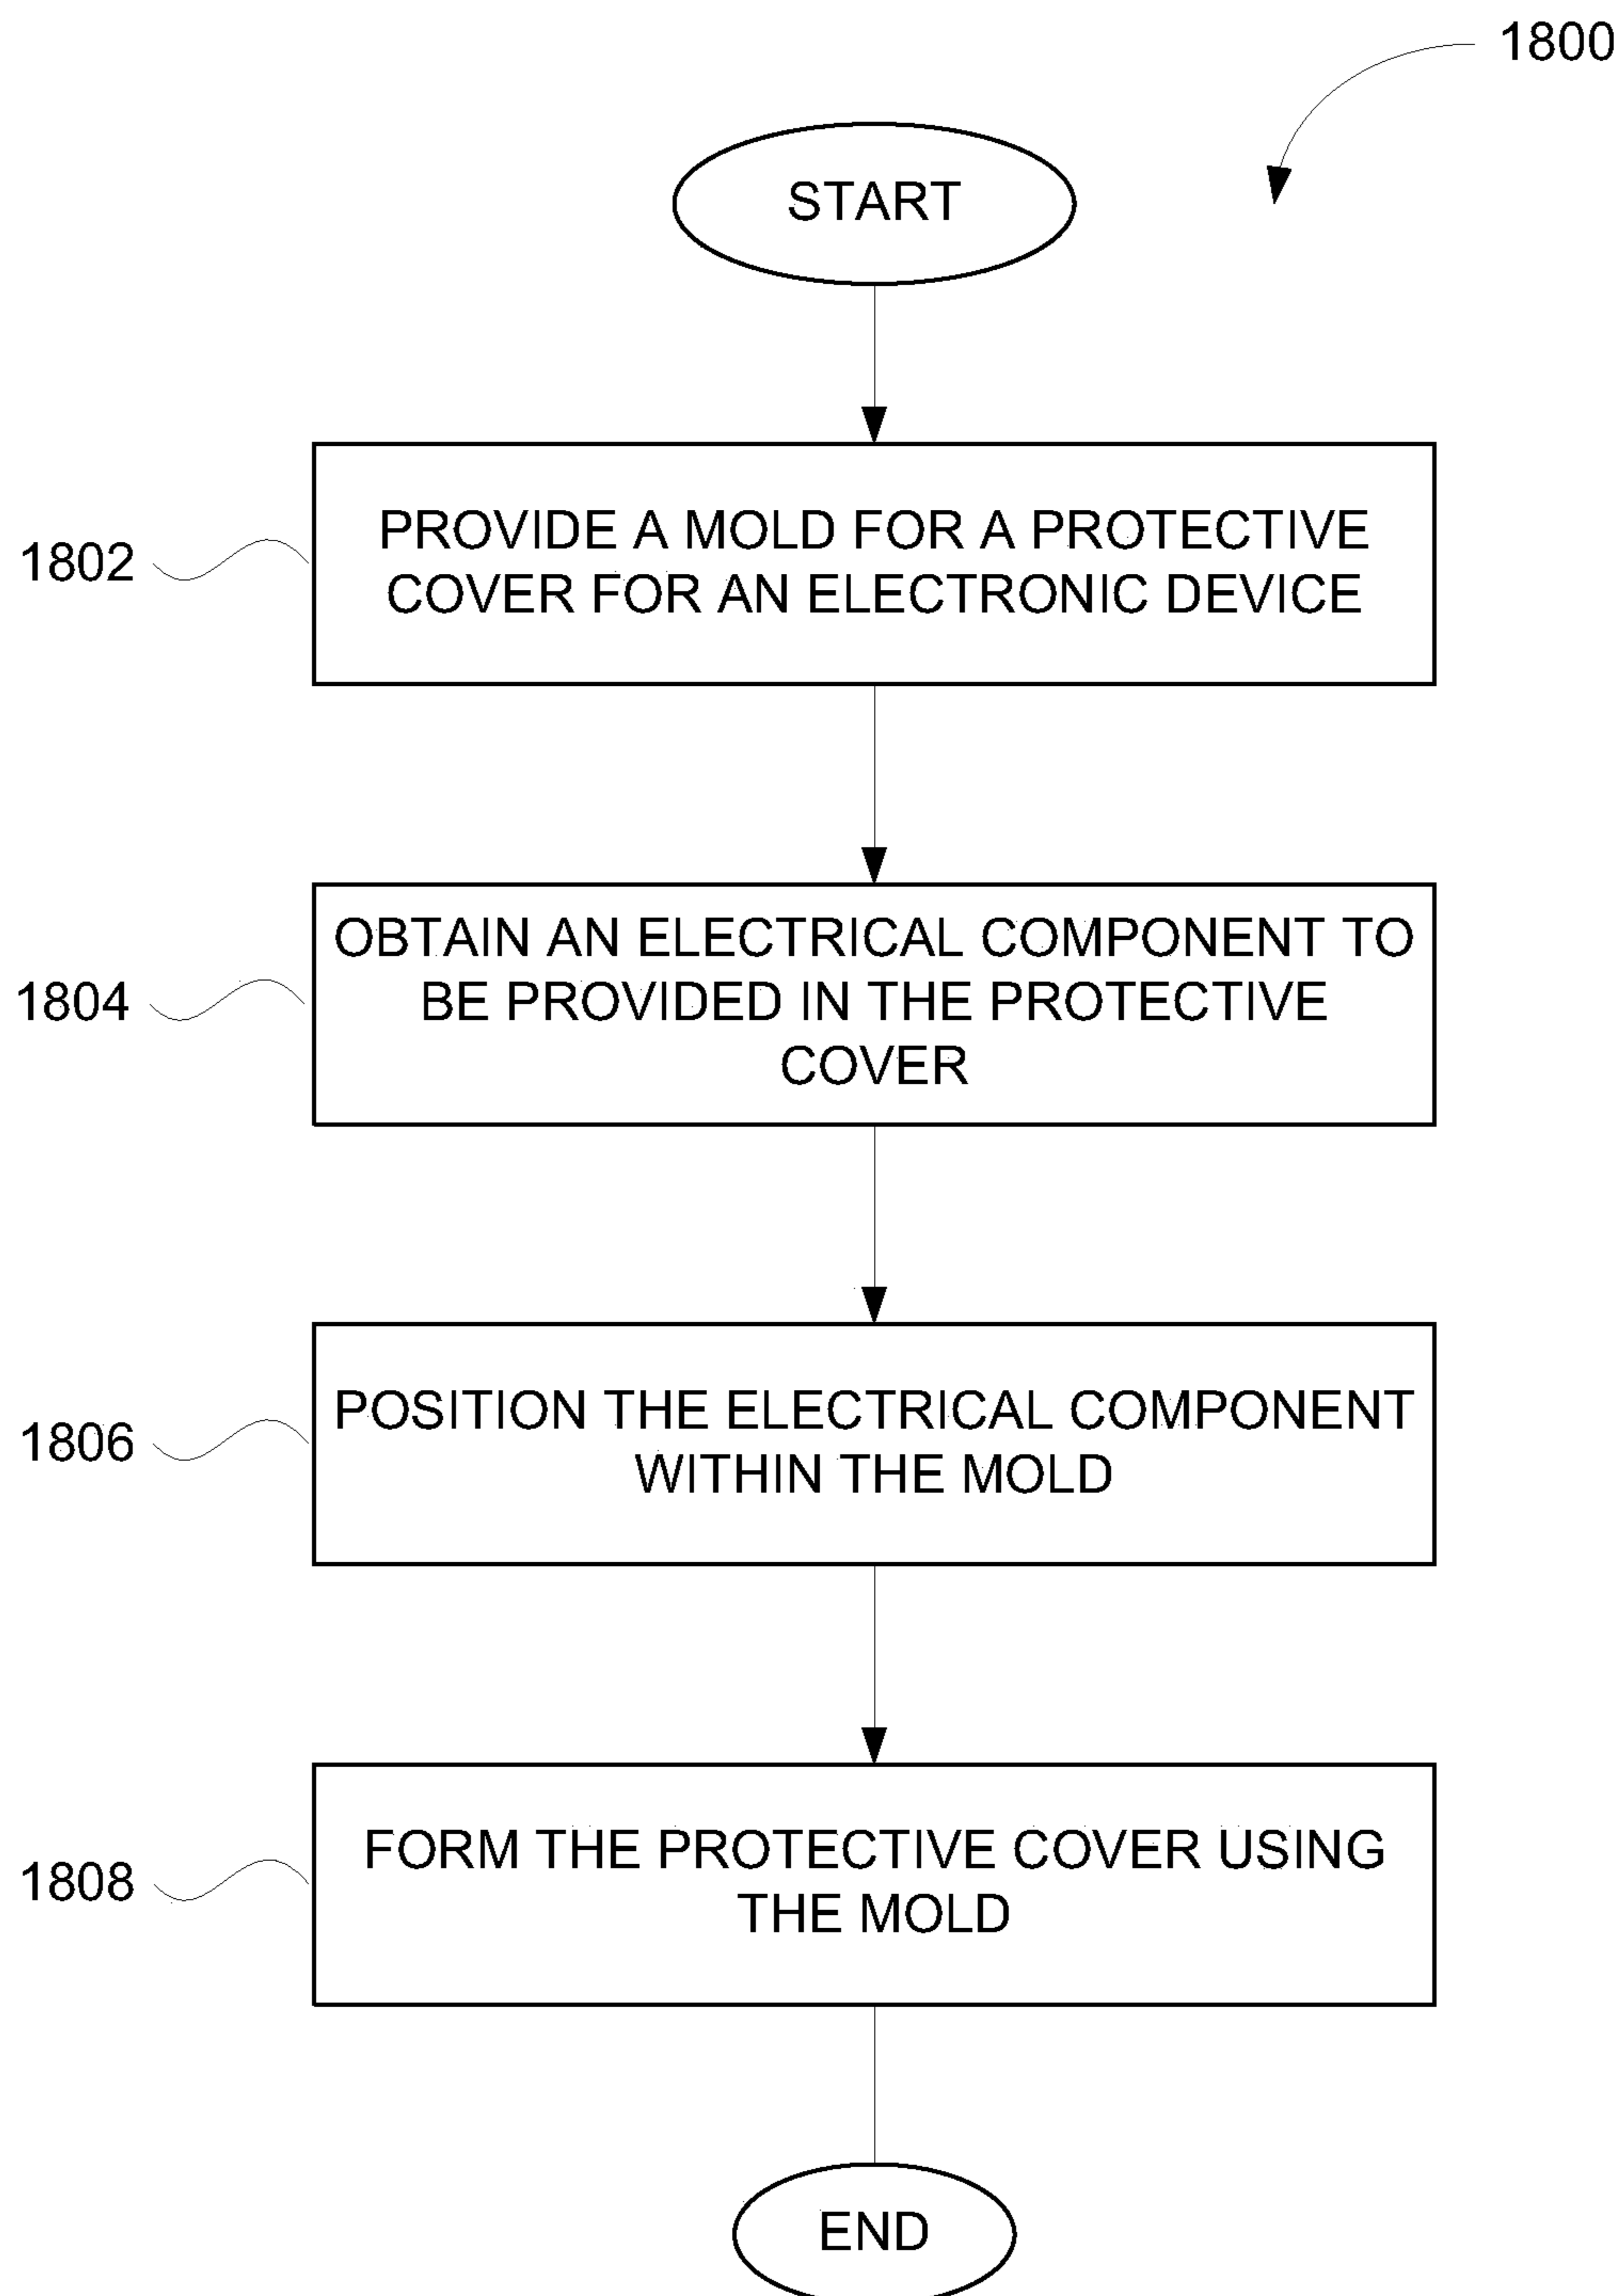 1800
START
1802
PROVIDE A MOLD FOR A PROTECTIVE
COVER FOR AN ELECTRONIC DEVICE
1804
OBTAIN AN ELECTRICAL COMPONENT TO
BE PROVIDED IN THE PROTECTIVE
COVER
1806
POSITION THE ELECTRICAL COMPONENT
WITHIN THE MOLD
1808
FORM THE PROTECTIVE COVER USING
THE MOLD
END